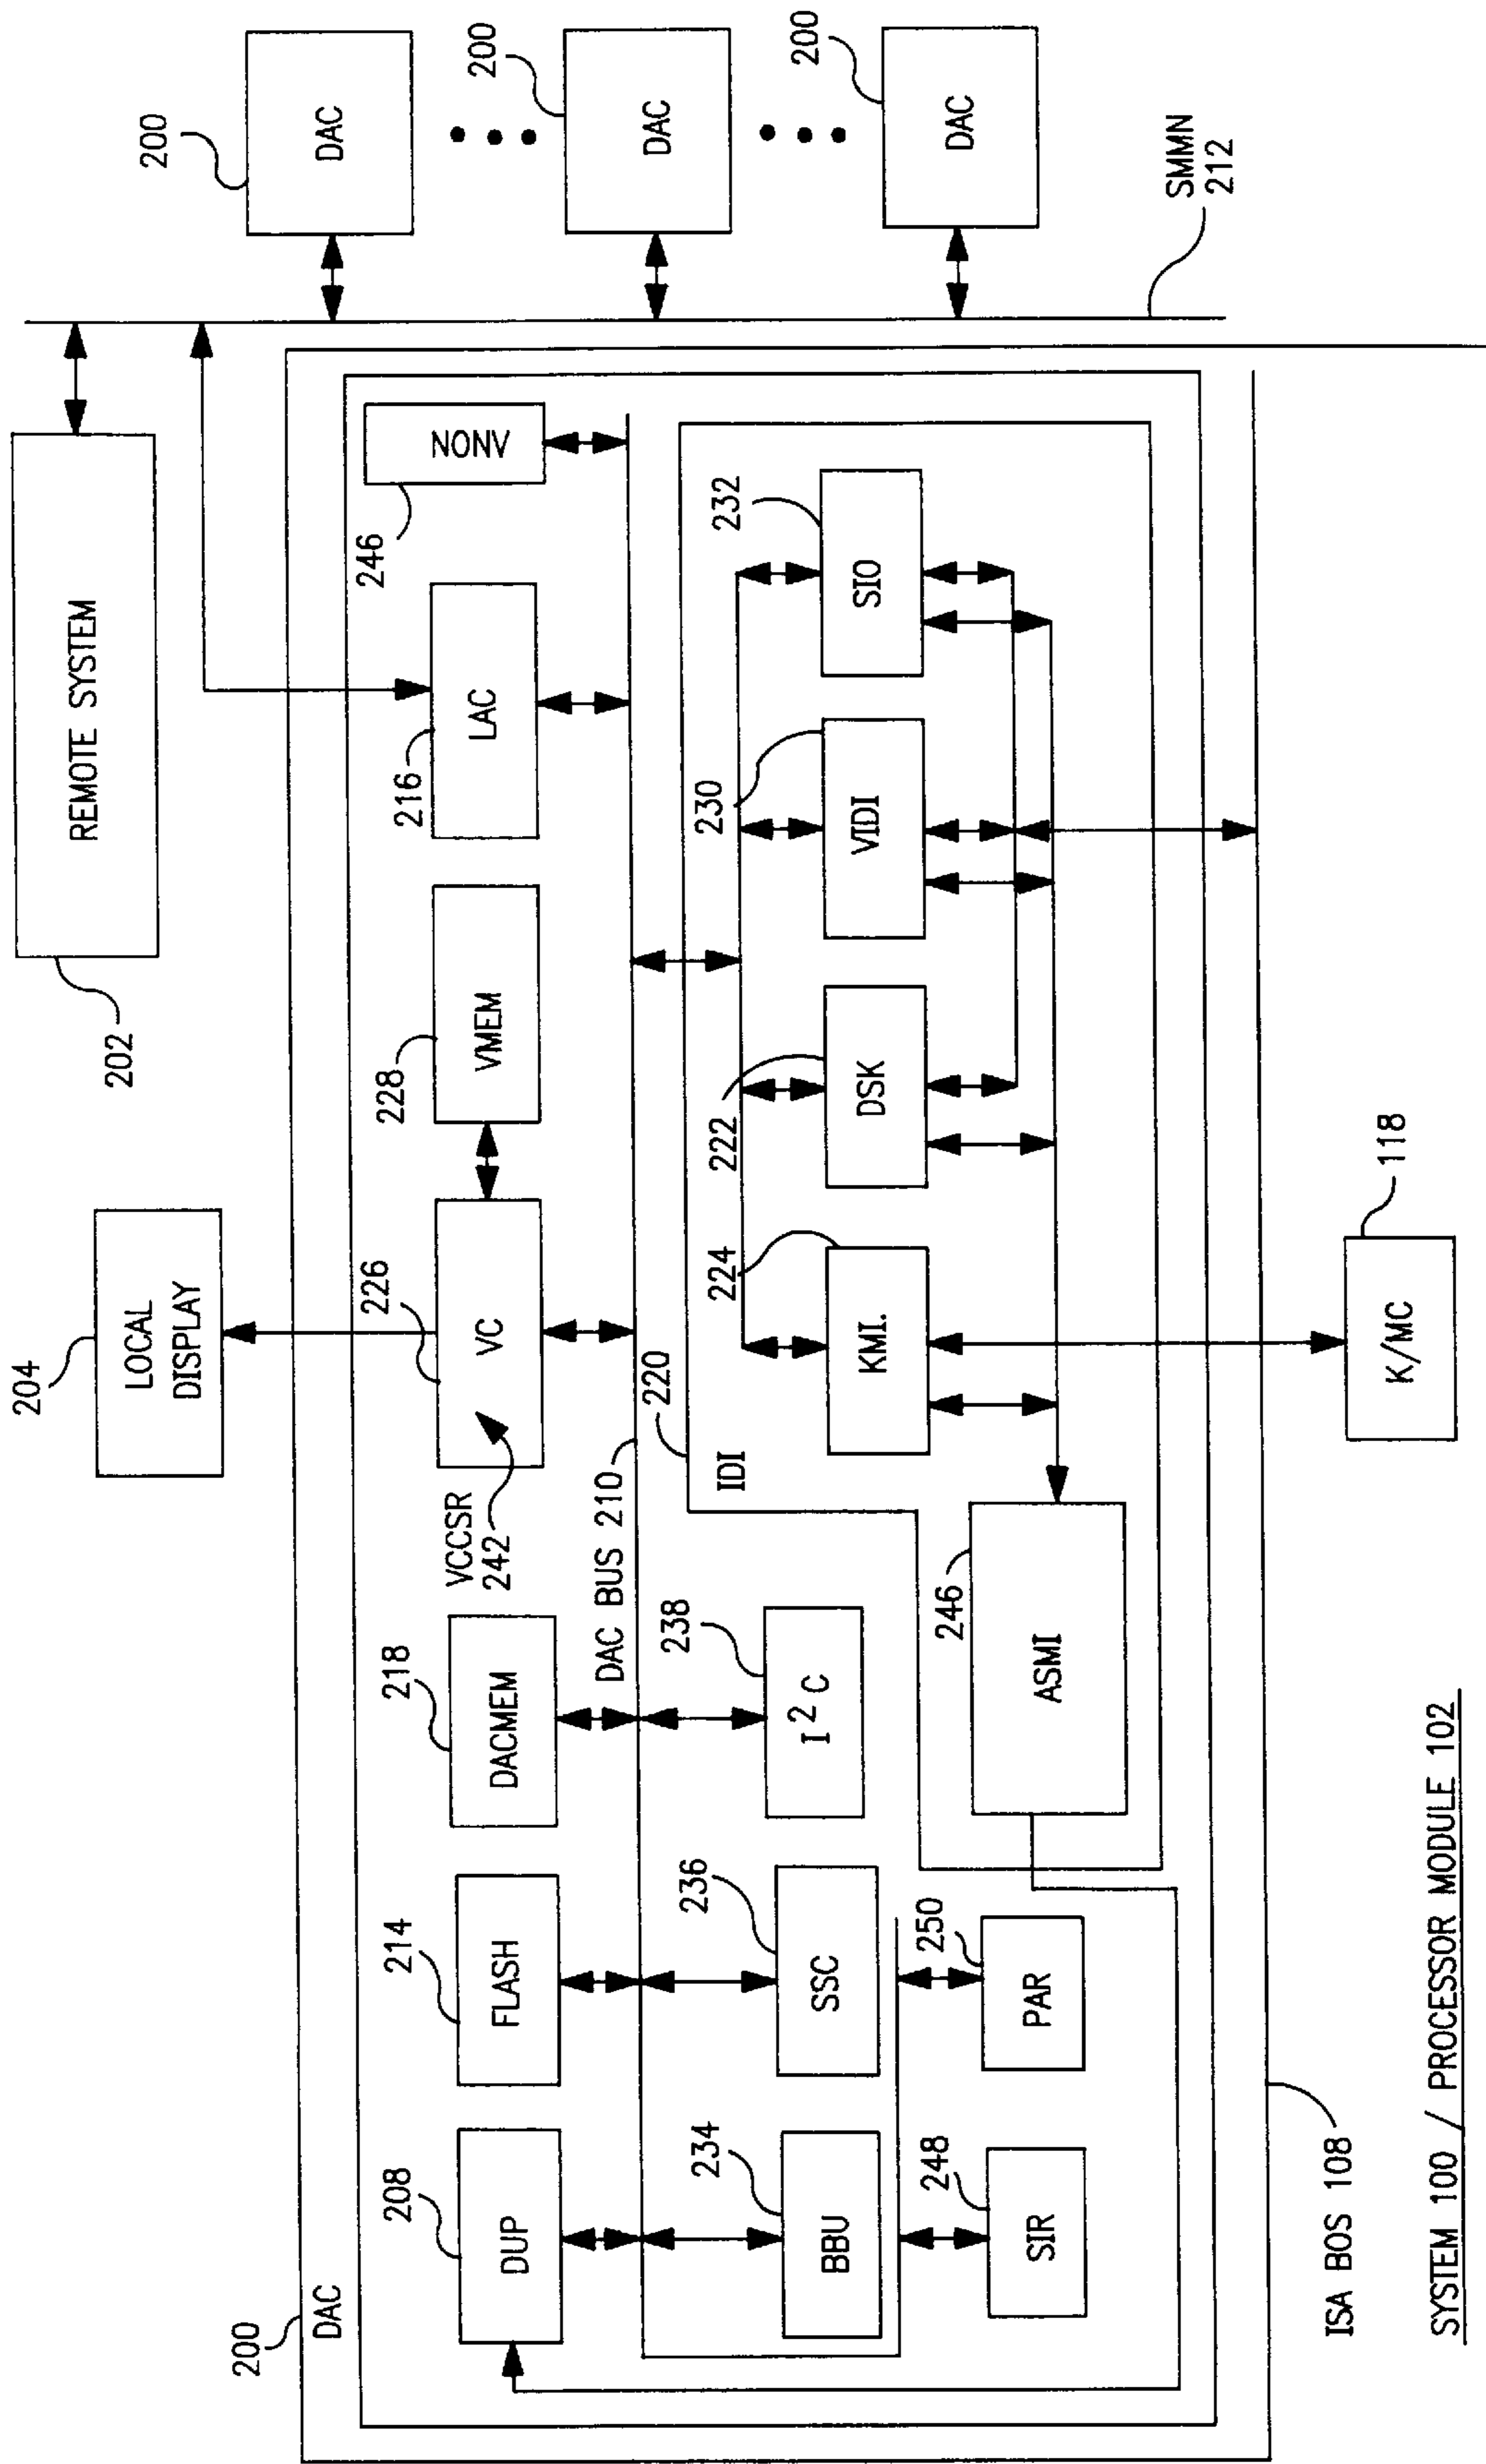 200
DAC
200
DAC
200
DAC
SMMN
212
REMOTE SYSTEM
202
LOCAL
DISPLAY
204
200
DAC
208
DUP
214
FLASH
218
DACMEM
VCCSR
242
226
VC
228
VMEM
216
LAC
246
NONV
DAC BUS 210
220
IDI
234
BBU
236
SSC
238
I²C
224
KMI.
222
DSK
230
VIDI
232
SIO
248
SIR
250
PAR
246
ASMI
118
K/MC
ISA BOS 108
SYSTEM 100 / PROCESSOR MODULE 102